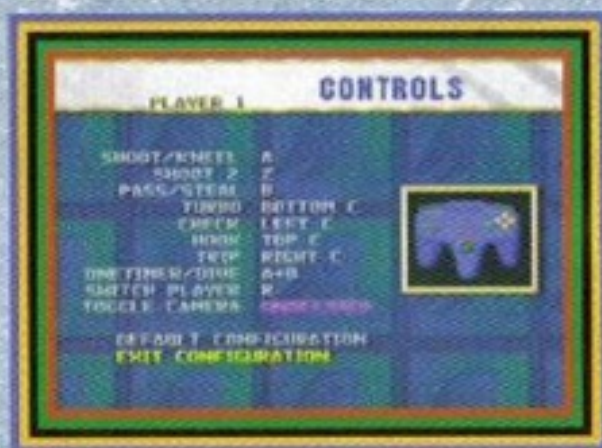 CONTROLS
PLAYER 1
SHOOT/KNEEL A
SHOOT 2 Z
PASS/STEAL B
TURBO BOTTOM C
CHECK LEFT C
HOOK TOP C
TRIP RIGHT C
ONETIMER/DIVE A+B
SWITCH PLAYER R
TOGGLE CAMERA
DEFAULT CONFIGURATION
EXIT CONFIGURATION